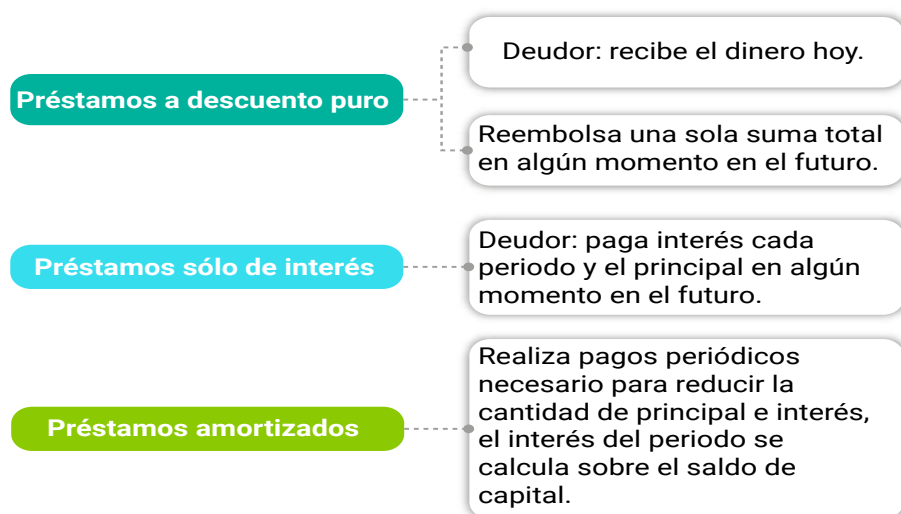 Préstamos a descuento puro
Deudor: recibe el dinero hoy.
Reembolsa una sola suma total
en algún momento en el futuro.
Préstamos sólo de interés
Deudor: paga interés cada
periodo y el principal en algún
momento en el futuro.
Préstamos amortizados
Realiza pagos periódicos
necesario para reducir la
cantidad de principal e interés,
el interés del periodo se
calcula sobre el saldo de
capital.